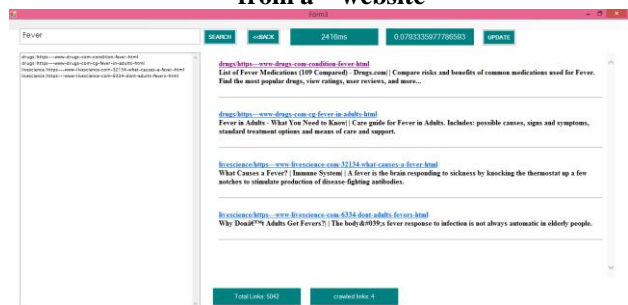 from a website
Form3
Fever
SEARCH
<<BACK
2416ms
0.0793335977786593
UPDATE
drugs/https---www-drugs-com-condition-fever-html
drugs/https---www-drugs-com-cg-fever-in-adults-html
livescience/https---www-livescience-com-32134-what-causes-a-fever-html
livescience/https---www-livescience-com-6334-dont-adults-fevers-html
drugs/https---www-drugs-com-condition-fever-html
List of Fever Medications (109 Compared) - Drugs.com| | Compare risks and benefits of common medications used for Fever.
Find the most popular drugs, view ratings, user reviews, and more...
drugs/https---www-drugs-com-cg-fever-in-adults-html
Fever in Adults - What You Need to Know| | Care guide for Fever in Adults. Includes: possible causes, signs and symptoms,
standard treatment options and means of care and support.
livescience/https---www-livescience-com-32134-what-causes-a-fever-html
What Causes a Fever? | Immune System| | A fever is the brain responding to sickness by knocking the thermostat up a few
notches to stimulate production of disease-fighting antibodies.
livescience/https---www-livescience-com-6334-dont-adults-fevers-html
Why Donâ€™t Adults Get Fevers?| | The body&#039;s fever response to infection is not always automatic in elderly people.
Total Links: 5042
crawled links: 4